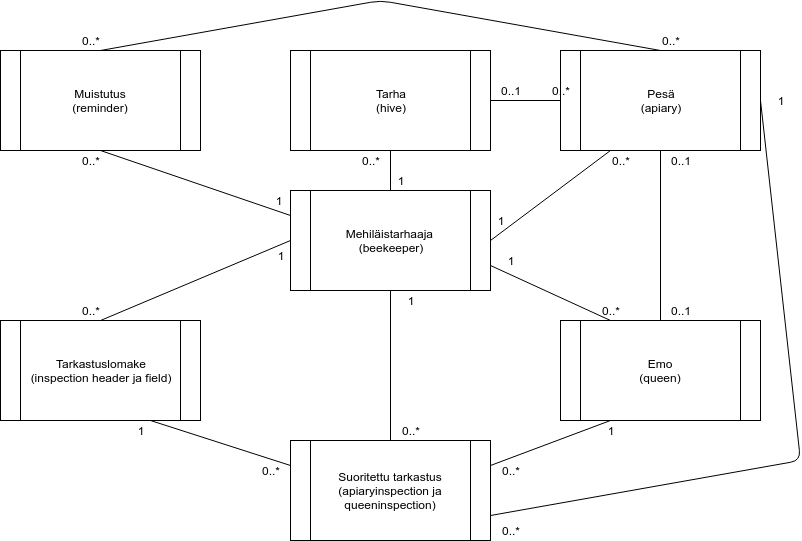 0..*
0..*
Muistutus
(reminder)
Tarha
(hive)
0..1
0..*
Pesä
(apiary)
1
0..*
0..*
1
0..*
0..1
1
1
Mehiläistarhaaja
(beekeeper)
1
1
1
0..*
0..*
0..1
Tarkastuslomake
(inspection header ja field)
Emo
(queen)
1
0..*
1
0..*
Suoritettu tarkastus
(apiaryinspection ja
queeninspection)
0..*
0..*